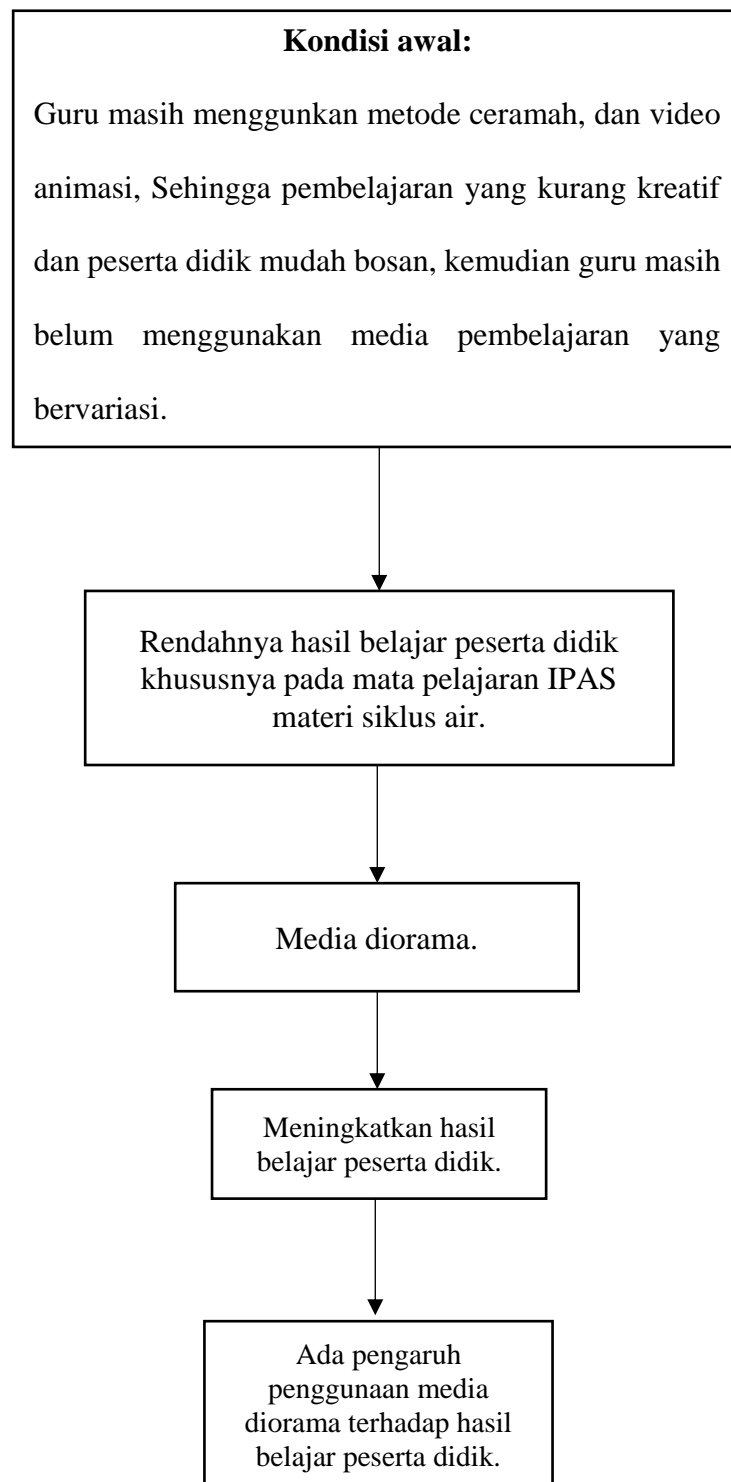 Kondisi awal:
Guru masih menggunkan metode ceramah, dan video
animasi, Sehingga pembelajaran yang kurang kreatif
dan peserta didik mudah bosan, kemudian guru masih
belum menggunakan media pembelajaran yang
bervariasi.
Rendahnya hasil belajar peserta didik
khususnya pada mata pelajaran IPAS
materi siklus air.
Media diorama.
Meningkatkan hasil
belajar peserta didik.
Ada pengaruh
penggunaan media
diorama terhadap hasil
belajar peserta didik.